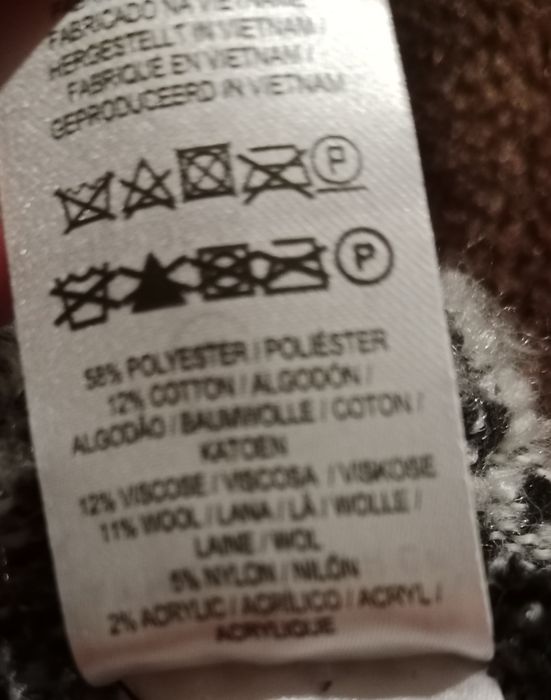 FABRICADO NA VIETNAME
HERGESTELLT IN VIETNAM /
FABRIQUE EN VIETNAM /
GEPRODUCEERD IN VIETNAM
P
P
58% POLYESTER / POLIÉSTER
12% COTTON / ALGODÓN /
ALGODÃO / BAUMWOLLE / COTON /
KATOEN
12% VISCOSE / VISCOSA / VISKOSE
11% WOOL / LANA / LÃ / WOLLE /
LAINE / WOL
5% NYLON / NILÓN
2% ACRYLIC / ACRÍLICO / ACRYL /
ACRYLIQUE